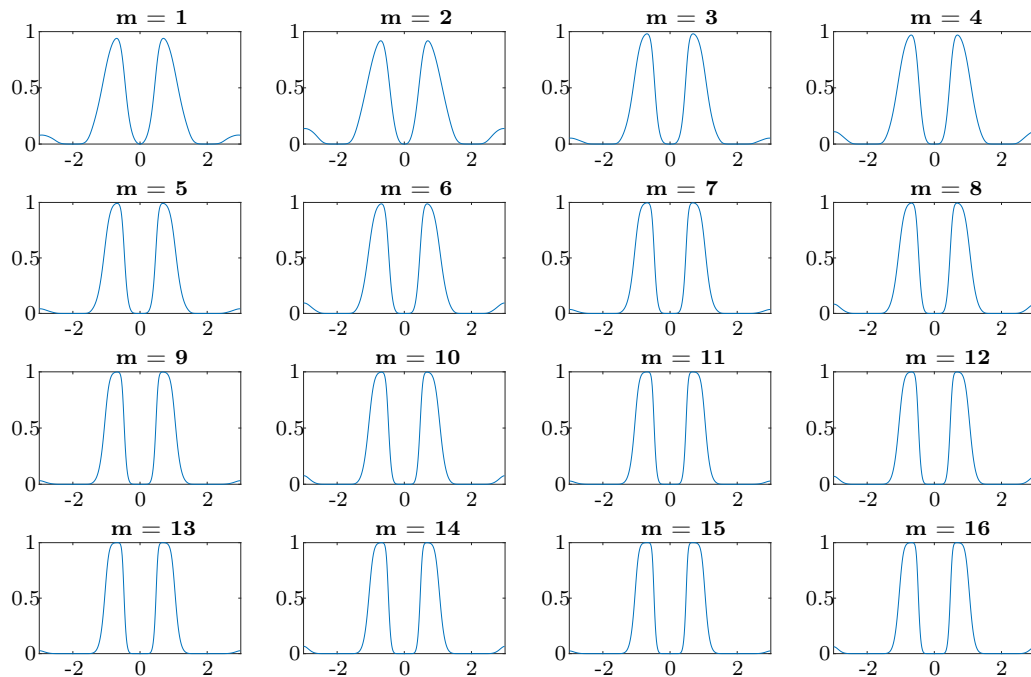 m = 1 m = 2 m = 3 m = 4
1 1 1 1
0.5 0.5 0.5 0.5
0 0 0 0
-2 0 2 -2 0 2 -2 0 2 -2 0 2
m = 5 m = 6 m = 7 m = 8
1 1 1 1
0.5 0.5 0.5 0.5
0 0 0 0
-2 0 2 -2 0 2 -2 0 2 -2 0 2
m = 9 m = 10 m = 11 m = 12
1 1 1 1
0.5 0.5 0.5 0.5
0 0 0 0
-2 0 2 -2 0 2 -2 0 2 -2 0 2
m = 13 m = 14 m = 15 m = 16
1 1 1 1
0.5 0.5 0.5 0.5
0 0 0 0
-2 0 2 -2 0 2 -2 0 2 -2 0 2